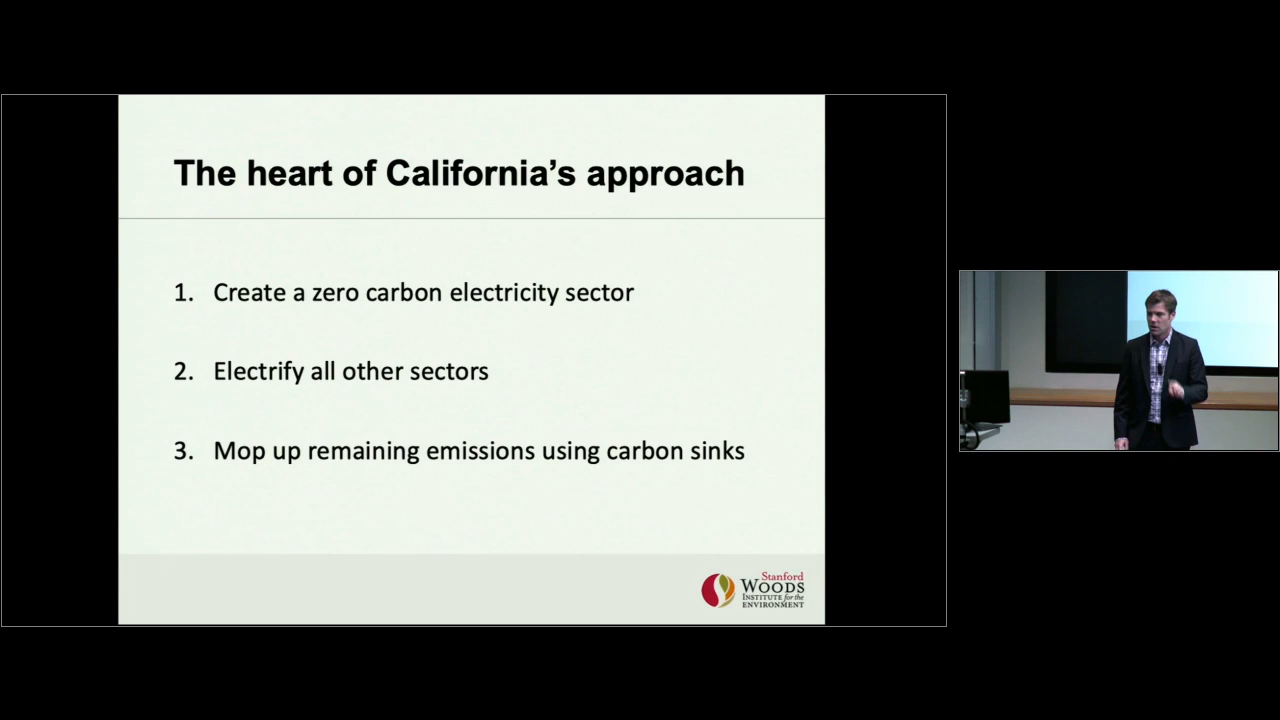 The heart of California’s approach
1. Create a zero carbon electricity sector
2. Electrify all other sectors
3. Mop up remaining emissions using carbon sinks
Stanford
WOODS
INSTITUTE for the
ENVIRONMENT